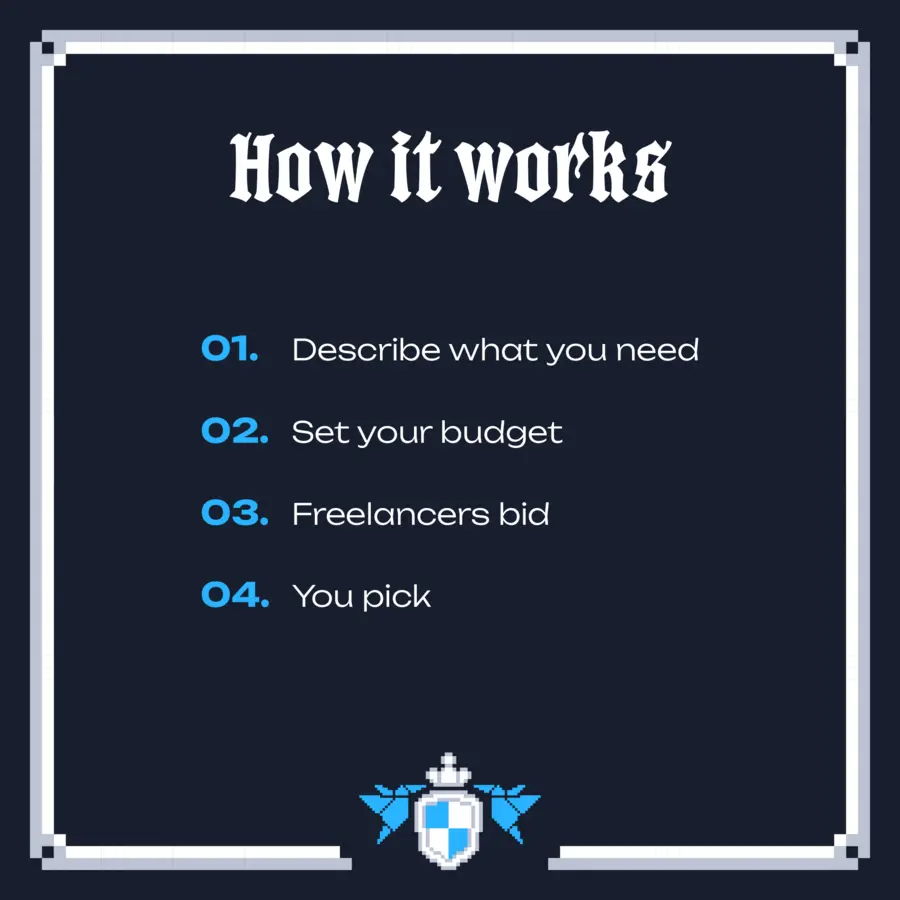 How it works
01. Describe what you need
02. Set your budget
03. Freelancers bid
04. You pick